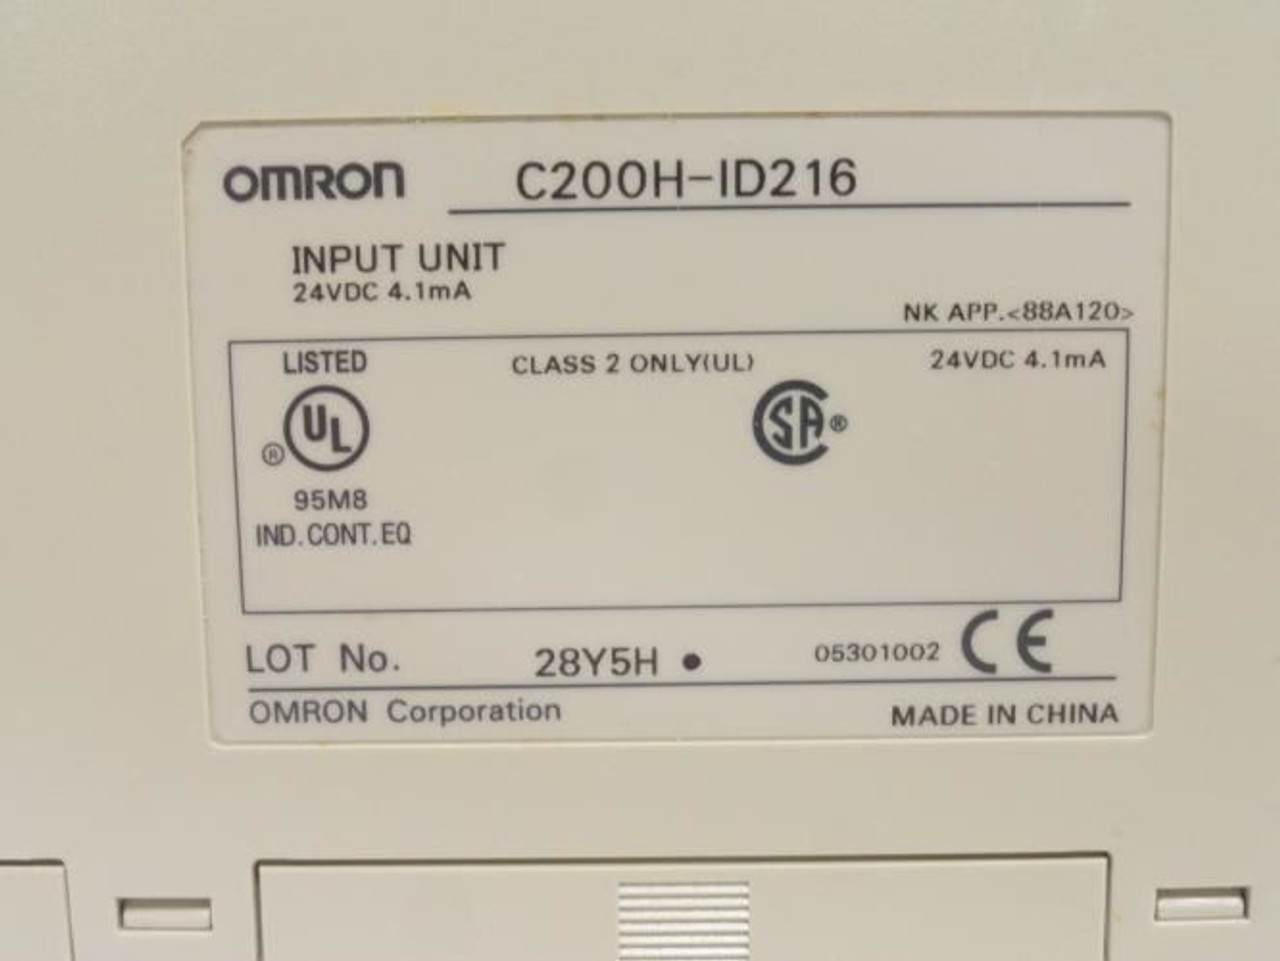 OMRON C200H-ID216
INPUT UNIT
24VDC 4.1mA
NK APP.<88A120>
LISTED CLASS 2 ONLY(UL) 24VDC 4.1mA
UL ®
SA ®
95M8
IND.CONT.EQ
LOT No. 28Y5H • 05301002 CE
OMRON Corporation MADE IN CHINA